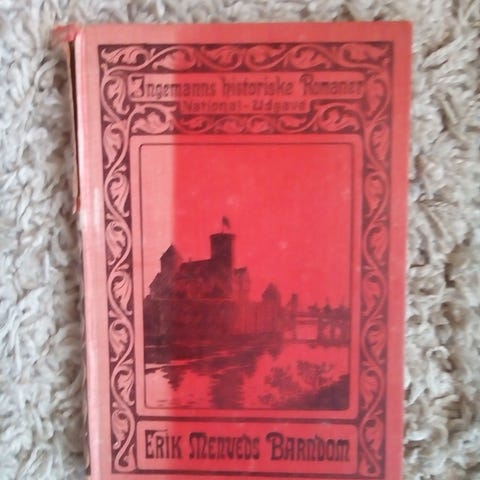 Ingemanns historiske Romaner
National-Udgave
ERIK MENVEDS BARNDOM